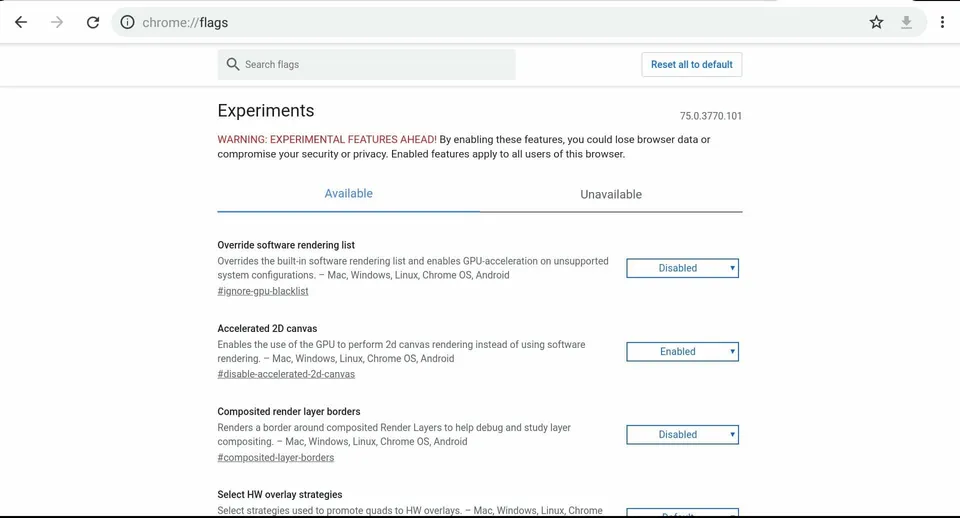 chrome://flags
Search flags
Reset all to default
Experiments
75.0.3770.101
WARNING: EXPERIMENTAL FEATURES AHEAD! By enabling these features, you could lose browser data or
compromise your security or privacy. Enabled features apply to all users of this browser.
Available
Unavailable
Override software rendering list
Overrides the built-in software rendering list and enables GPU-acceleration on unsupported
system configurations. – Mac, Windows, Linux, Chrome OS, Android
#ignore-gpu-blacklist
Disabled
Accelerated 2D canvas
Enables the use of the GPU to perform 2d canvas rendering instead of using software
rendering. – Mac, Windows, Linux, Chrome OS, Android
#disable-accelerated-2d-canvas
Enabled
Composited render layer borders
Renders a border around composited Render Layers to help debug and study layer
compositing. – Mac, Windows, Linux, Chrome OS, Android
#composited-layer-borders
Disabled
Select HW overlay strategies
Select strategies used to promote quads to HW overlays. – Mac, Windows, Linux, Chrome
Default